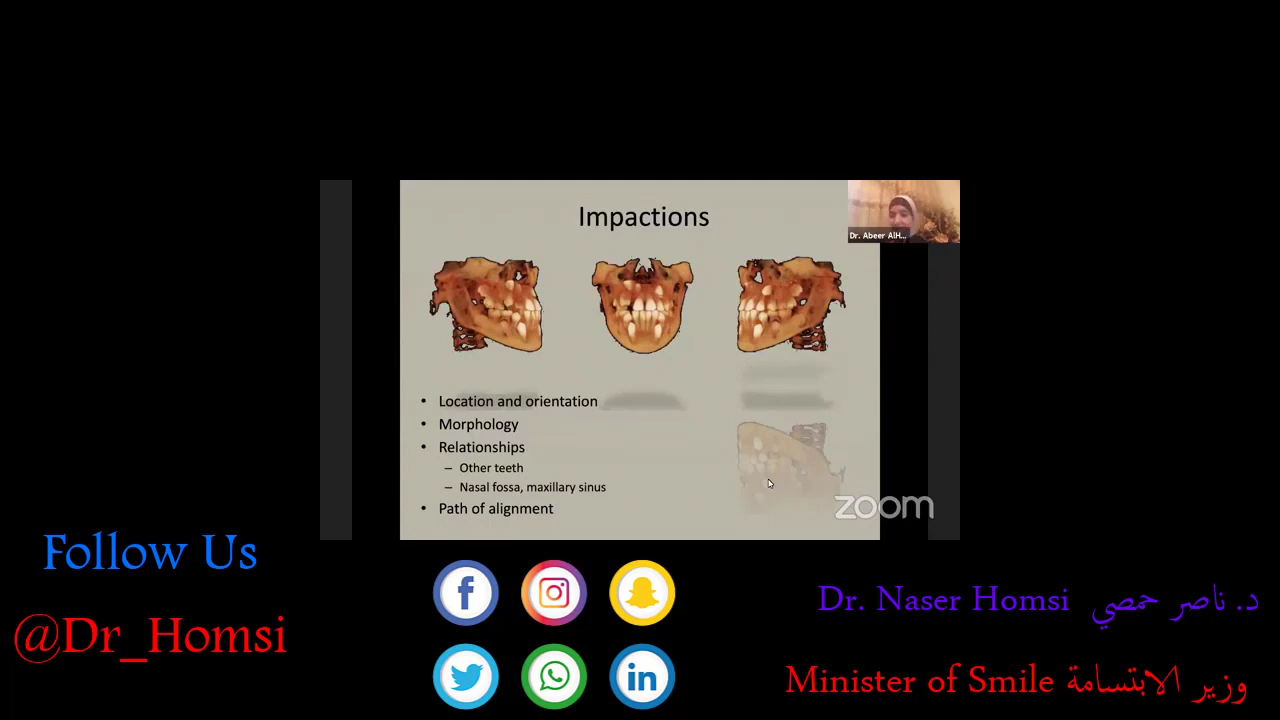 Impactions
Dr. Abeer AlH...
• Location and orientation
• Morphology
• Relationships
– Other teeth
– Nasal fossa, maxillary sinus
• Path of alignment
zoom
Follow Us
@Dr_Homsi
in
Dr. Naser Homsi د. ناصر حمصي
Minister of Smile وزير الابتسامة